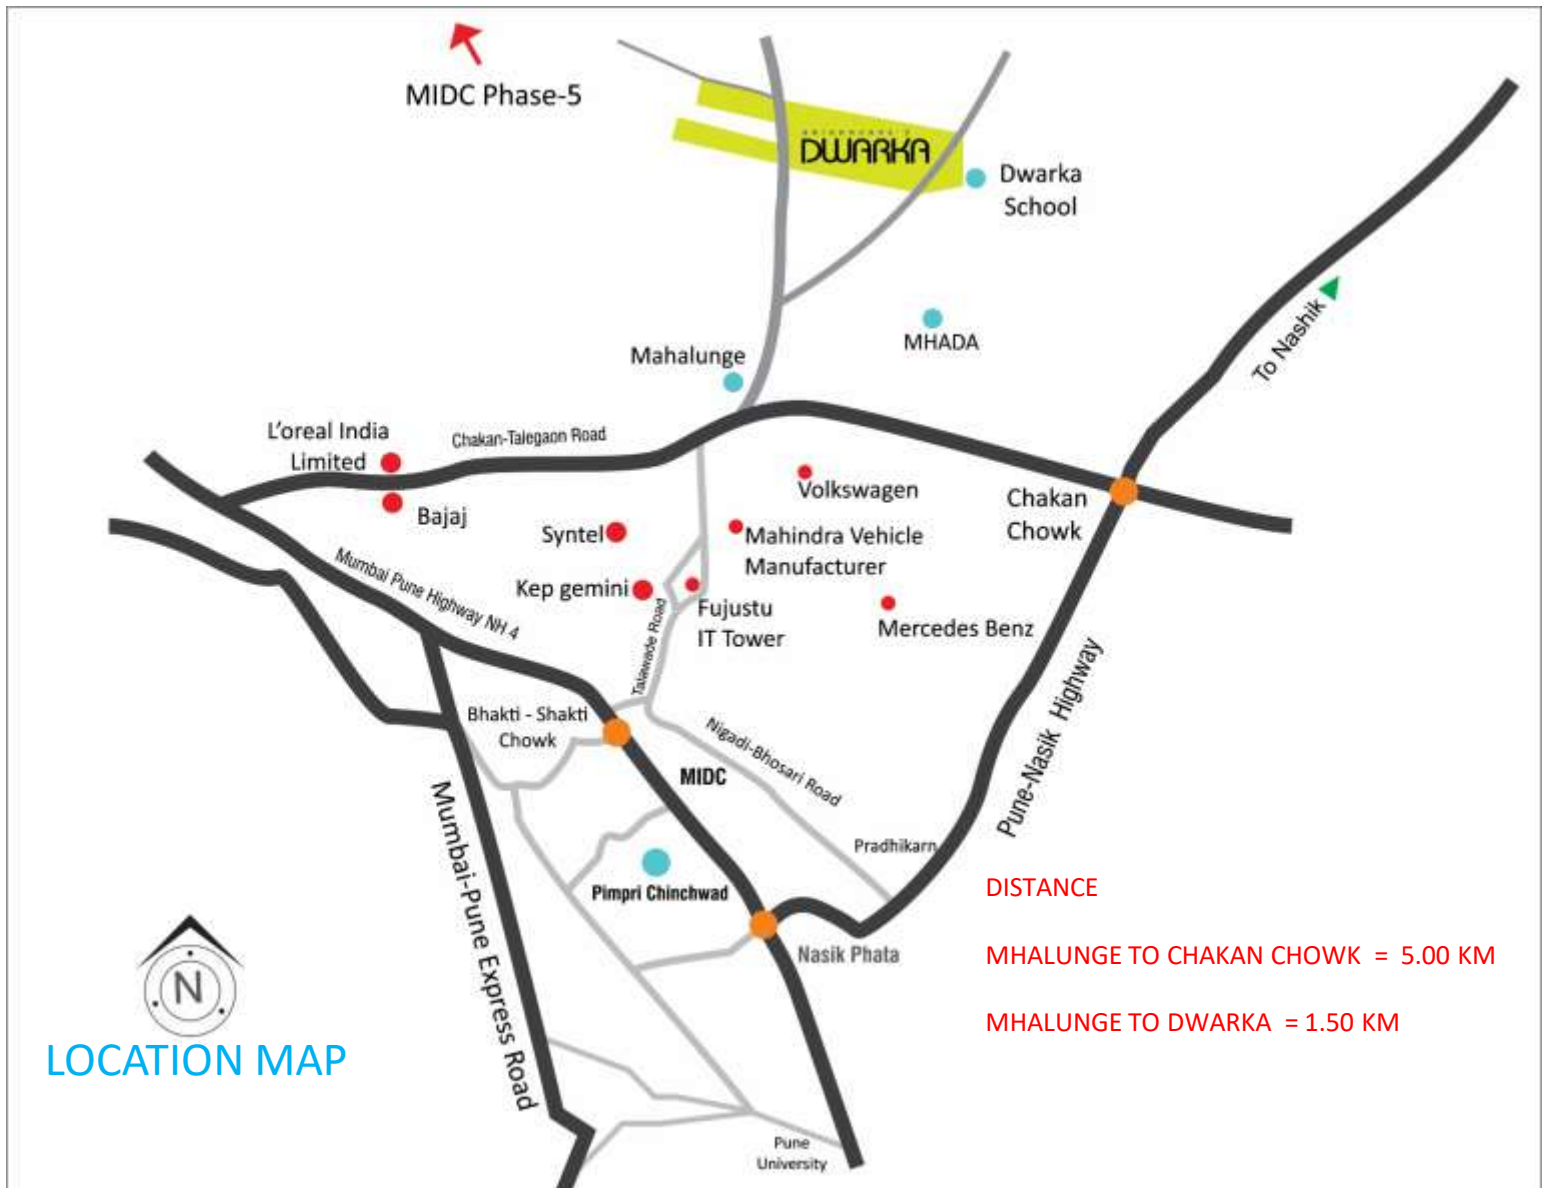 MIDC Phase-5
DWARKA
Dwarka
School
To Nashik
MHADA
Mahalunge
L'oreal India
Limited
Chakan-Talegaon Road
Volkswagen
Chakan
Chowk
Bajaj
Syntel
Mahindra Vehicle
Manufacturer
Mumbai Pune Highway NH 4
Kep gemini
Fujustu
IT Tower
Mercedes Benz
Talawade Road
Bhakti - Shakti
Chowk
Nigadi-Bhosari Road
Pune-Nasik Highway
MIDC
Mumbai-Pune Express Road
Pradhikarn
Pimpri Chinchwad
DISTANCE
Nasik Phata
MHALUNGE TO CHAKAN CHOWK = 5.00 KM
N
MHALUNGE TO DWARKA = 1.50 KM
LOCATION MAP
Pune
University